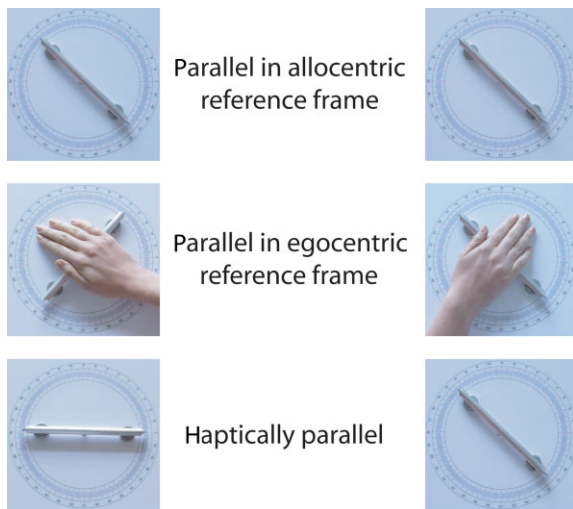 Parallel in allocentric
reference frame
Parallel in egocentric
reference frame
Haptically parallel